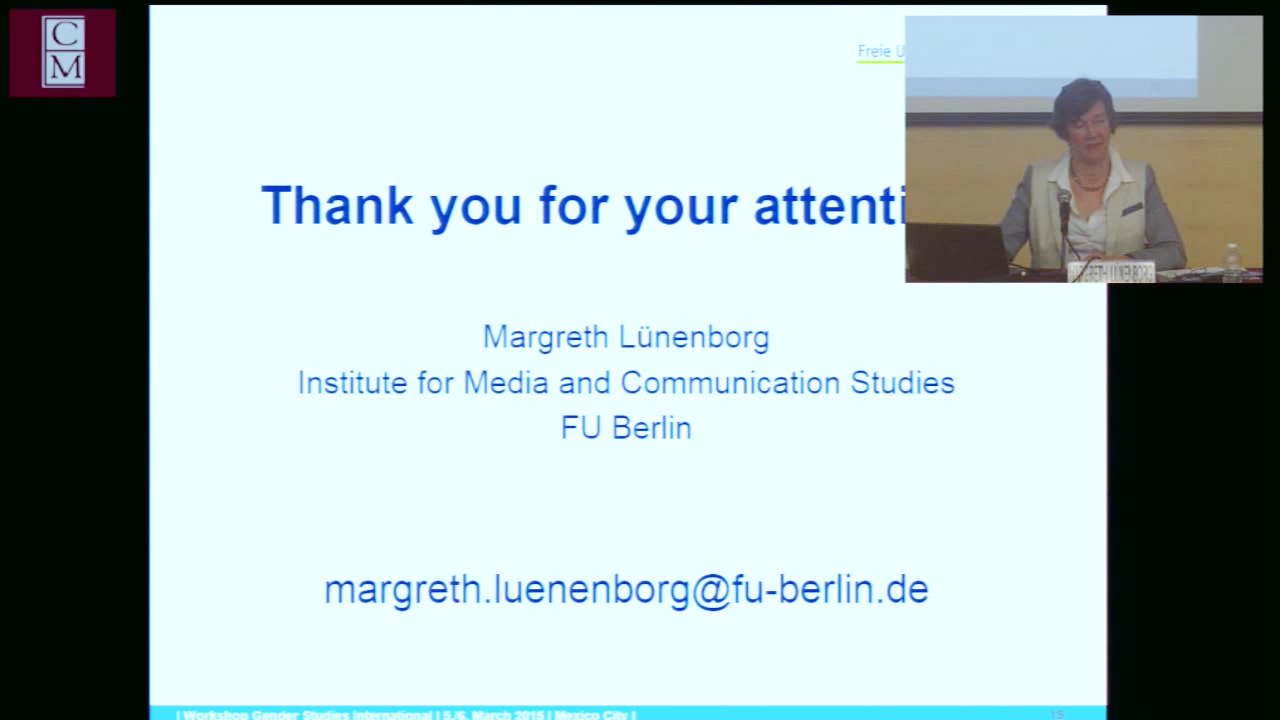 C
M
Freie U
Thank you for your attenti
Margreth Lünenborg
Institute for Media and Communication Studies
FU Berlin
margreth.luenenborg@fu-berlin.de
| Workshop Gender Studies International | 5./6. March 2015 | Mexico City |